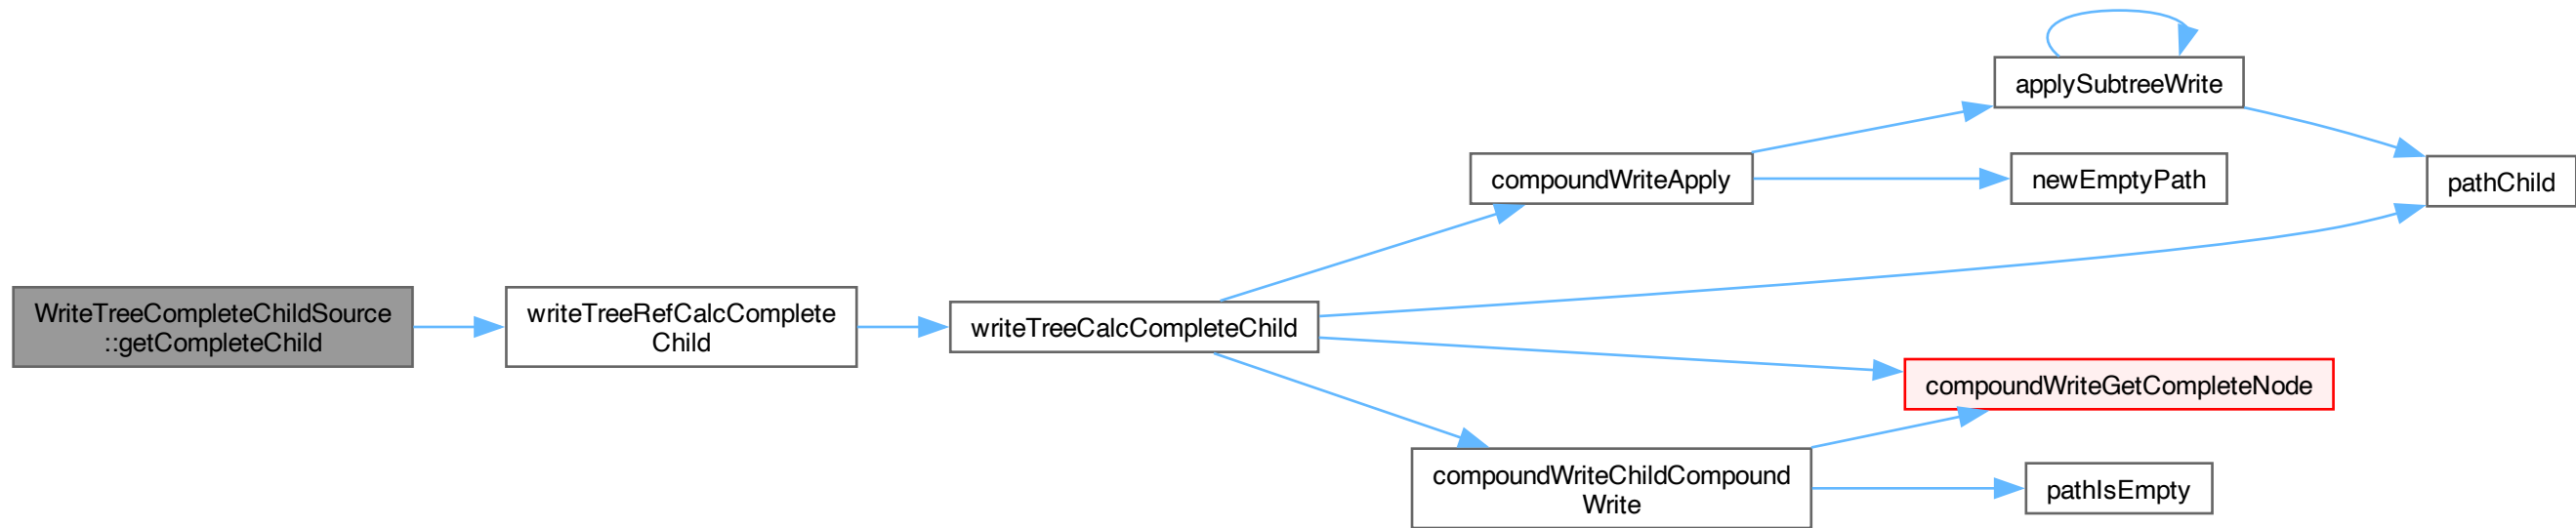 WriteTreeCompleteChildSource
::getCompleteChild
writeTreeRefCalcComplete
Child
writeTreeCalcCompleteChild
compoundWriteApply
applySubtreeWrite
newEmptyPath
pathChild
compoundWriteGetCompleteNode
compoundWriteChildCompound
Write
pathIsEmpty